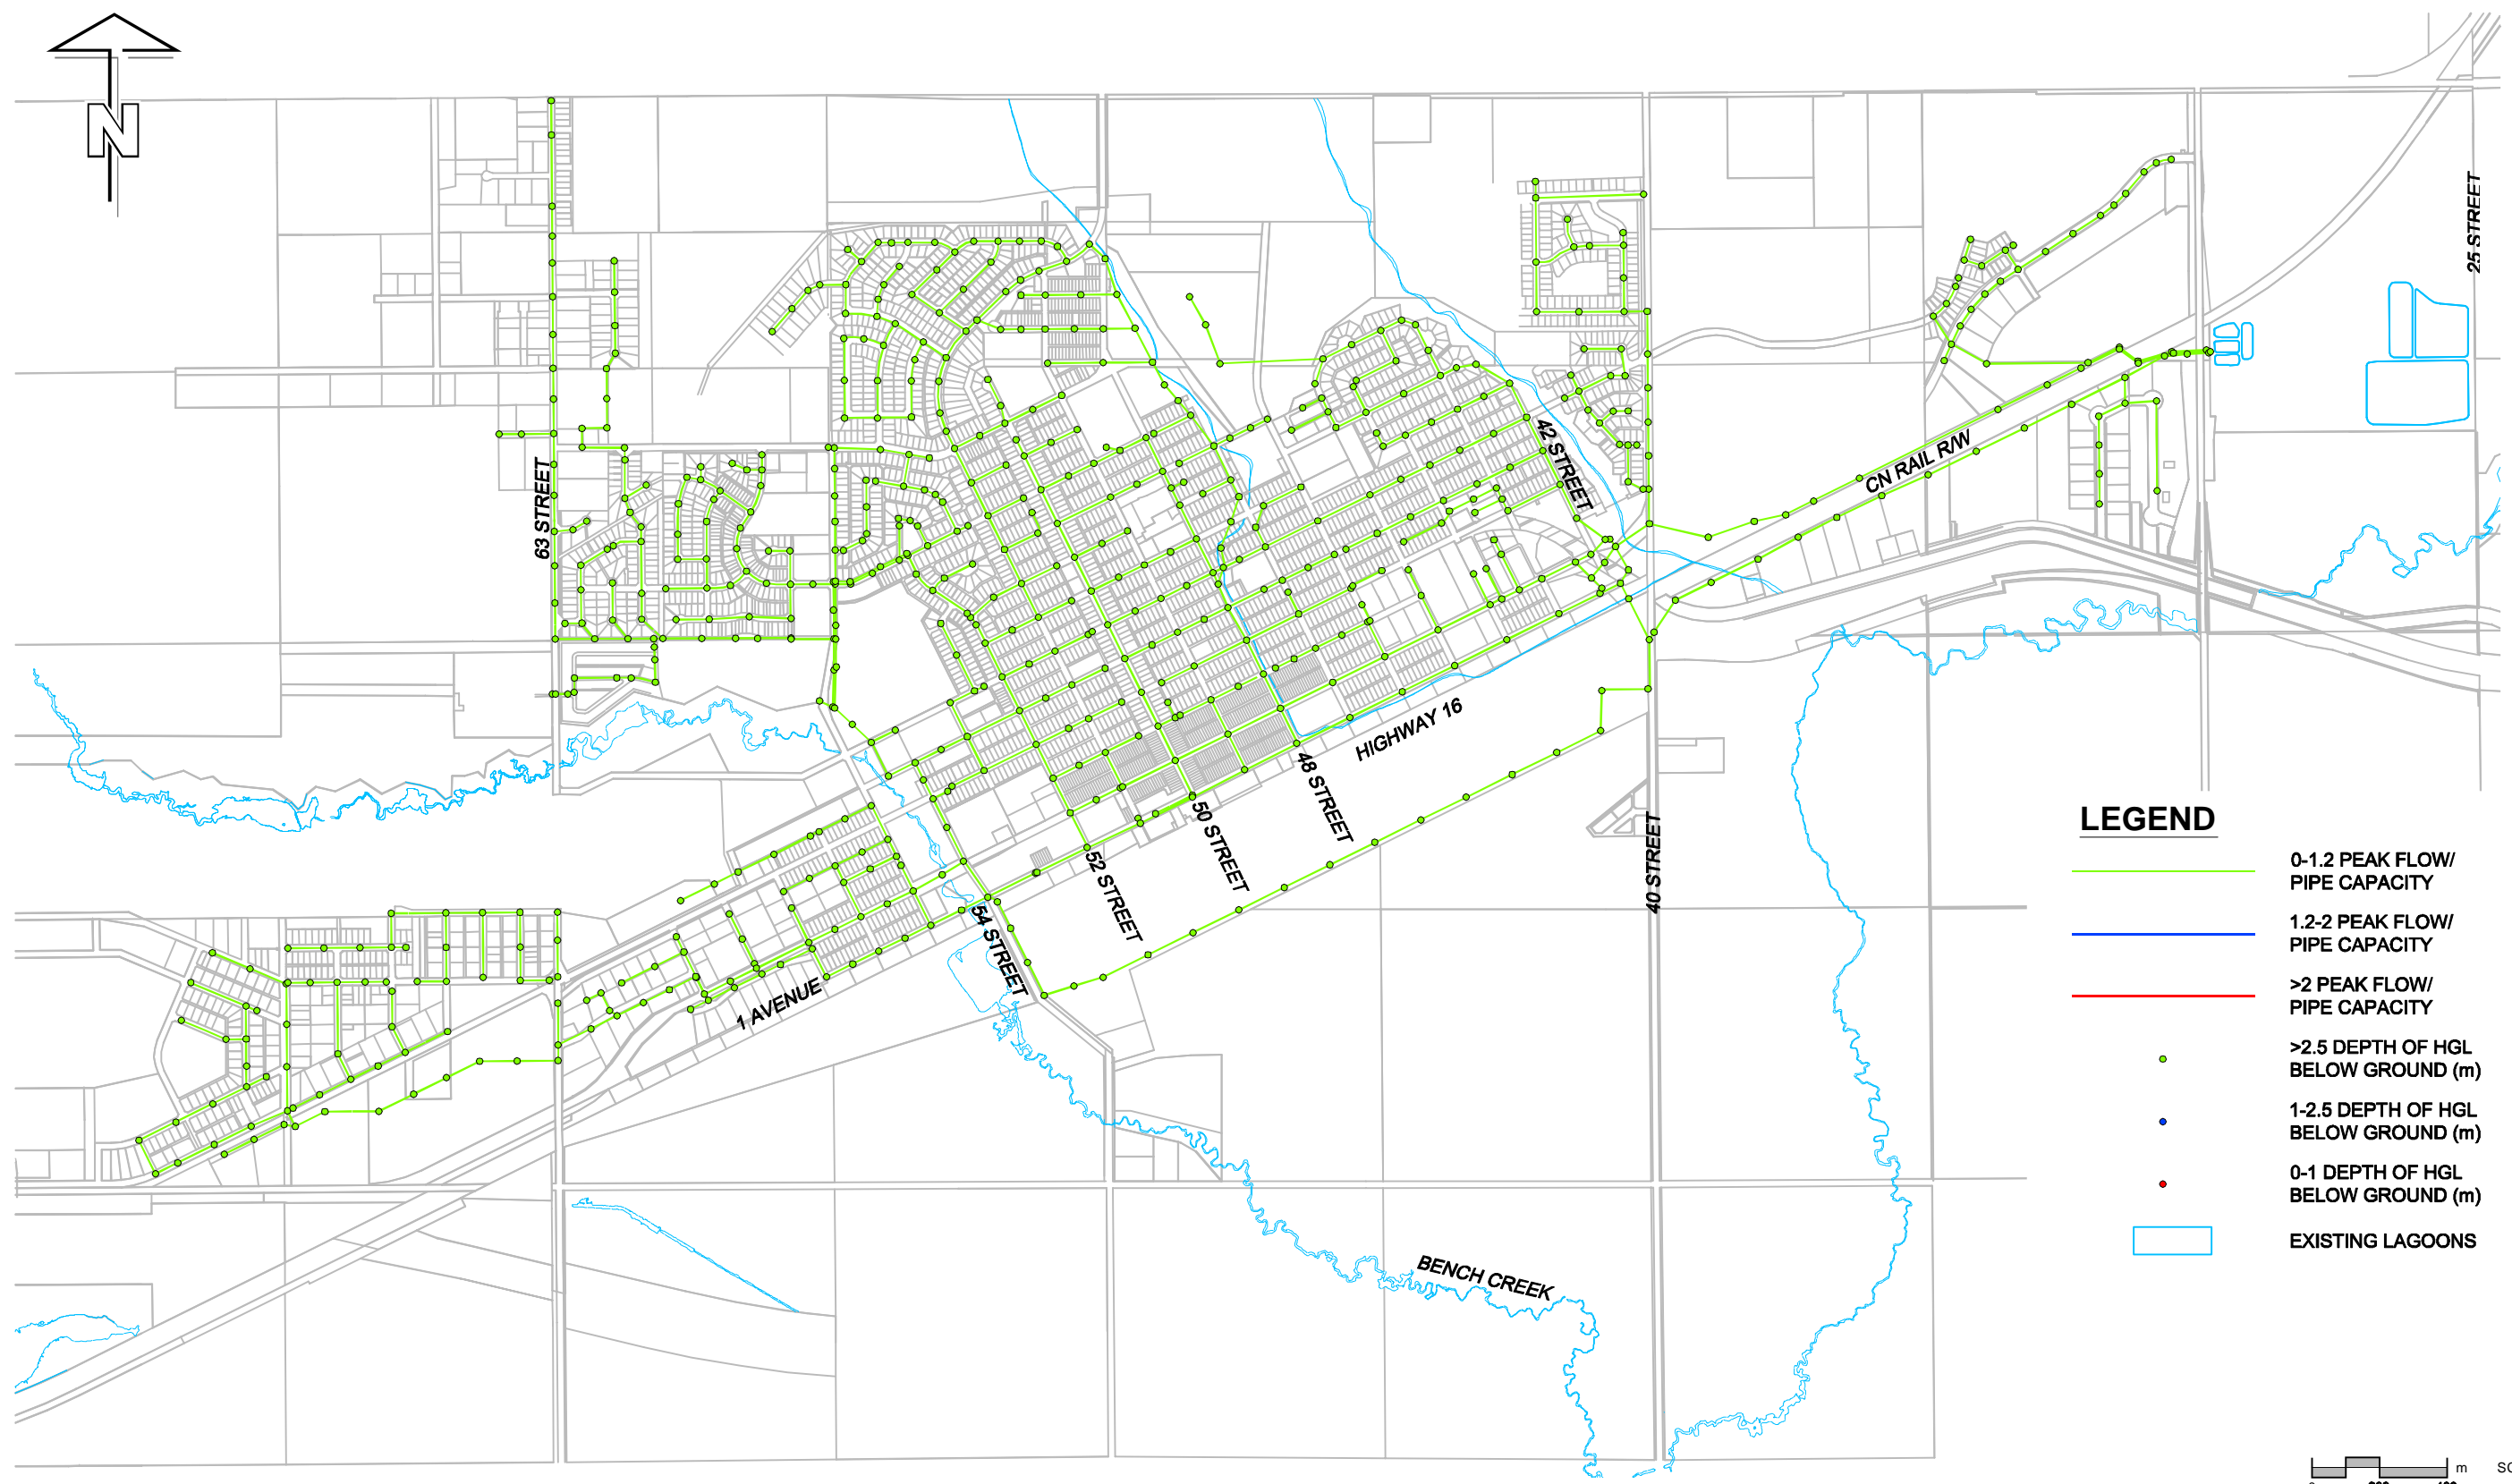 N
25 STREET
42 STREET
63 STREET
CN RAIL R/W
HIGHWAY 16
48 STREET
50 STREET
52 STREET
40 STREET
54 STREET
1 AVENUE
BENCH CREEK
LEGEND
0-1.2 PEAK FLOW/
PIPE CAPACITY
1.2-2 PEAK FLOW/
PIPE CAPACITY
>2 PEAK FLOW/
PIPE CAPACITY
>2.5 DEPTH OF HGL
BELOW GROUND (m)
1-2.5 DEPTH OF HGL
BELOW GROUND (m)
0-1 DEPTH OF HGL
BELOW GROUND (m)
EXISTING LAGOONS
m